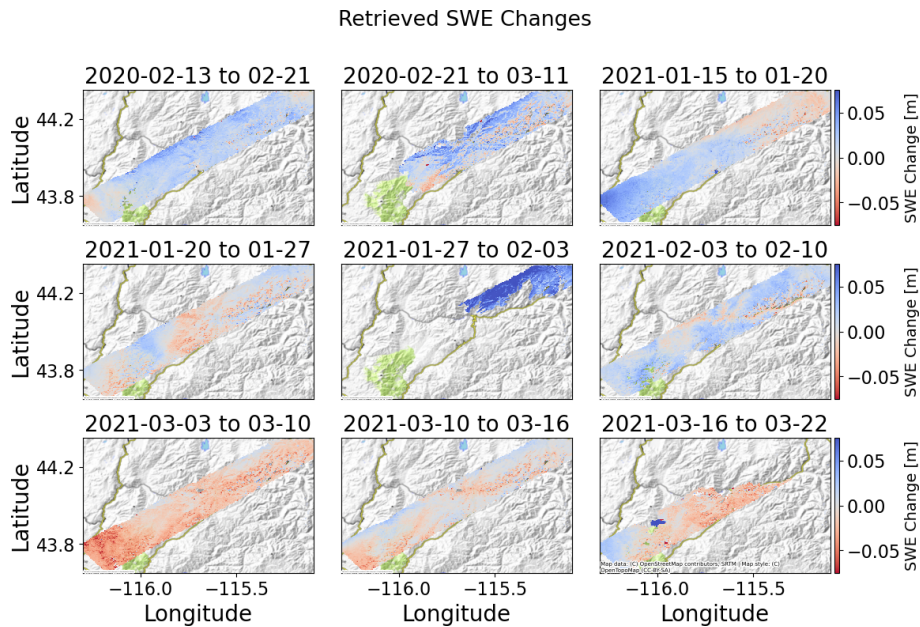 Retrieved SWE Changes
2020-02-13 to 02-21
2020-02-21 to 03-11
2021-01-15 to 01-20
Latitude
44.2
43.8
0.05
0.00
−0.05
SWE Change [m]
2021-01-20 to 01-27
2021-01-27 to 02-03
2021-02-03 to 02-10
Latitude
44.2
43.8
0.05
0.00
−0.05
SWE Change [m]
2021-03-03 to 03-10
2021-03-10 to 03-16
2021-03-16 to 03-22
Latitude
44.2
43.8
Map data: (C) OpenStreetMap contributors, SRTM | Map style: (C)
OpenTopoMap (CC-BY-SA)
0.05
0.00
−0.05
SWE Change [m]
−116.0
−115.5
−116.0
−115.5
−116.0
−115.5
Longitude
Longitude
Longitude